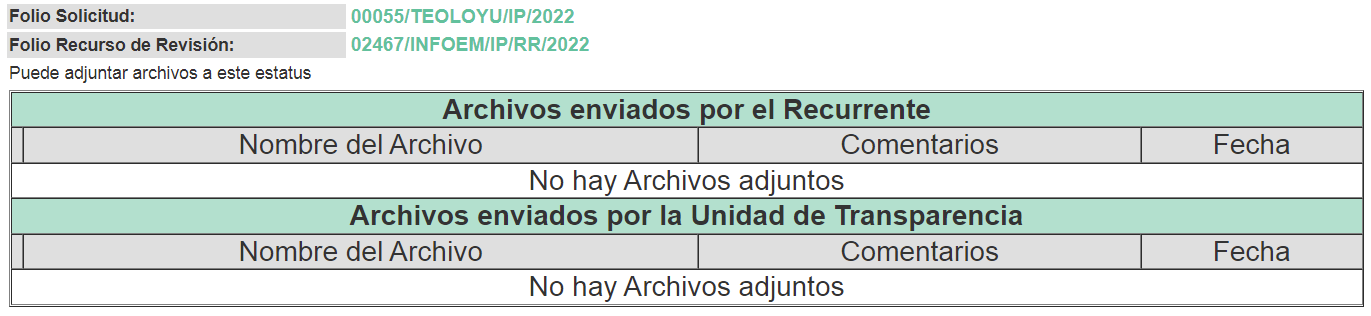 Folio Solicitud: 00055/TEOLOYU/IP/2022
Folio Recurso de Revisión: 02467/INFOEM/IP/RR/2022
Puede adjuntar archivos a este estatus
Archivos enviados por el Recurrente
Nombre del Archivo Comentarios Fecha
No hay Archivos adjuntos
Archivos enviados por la Unidad de Transparencia
Nombre del Archivo Comentarios Fecha
No hay Archivos adjuntos